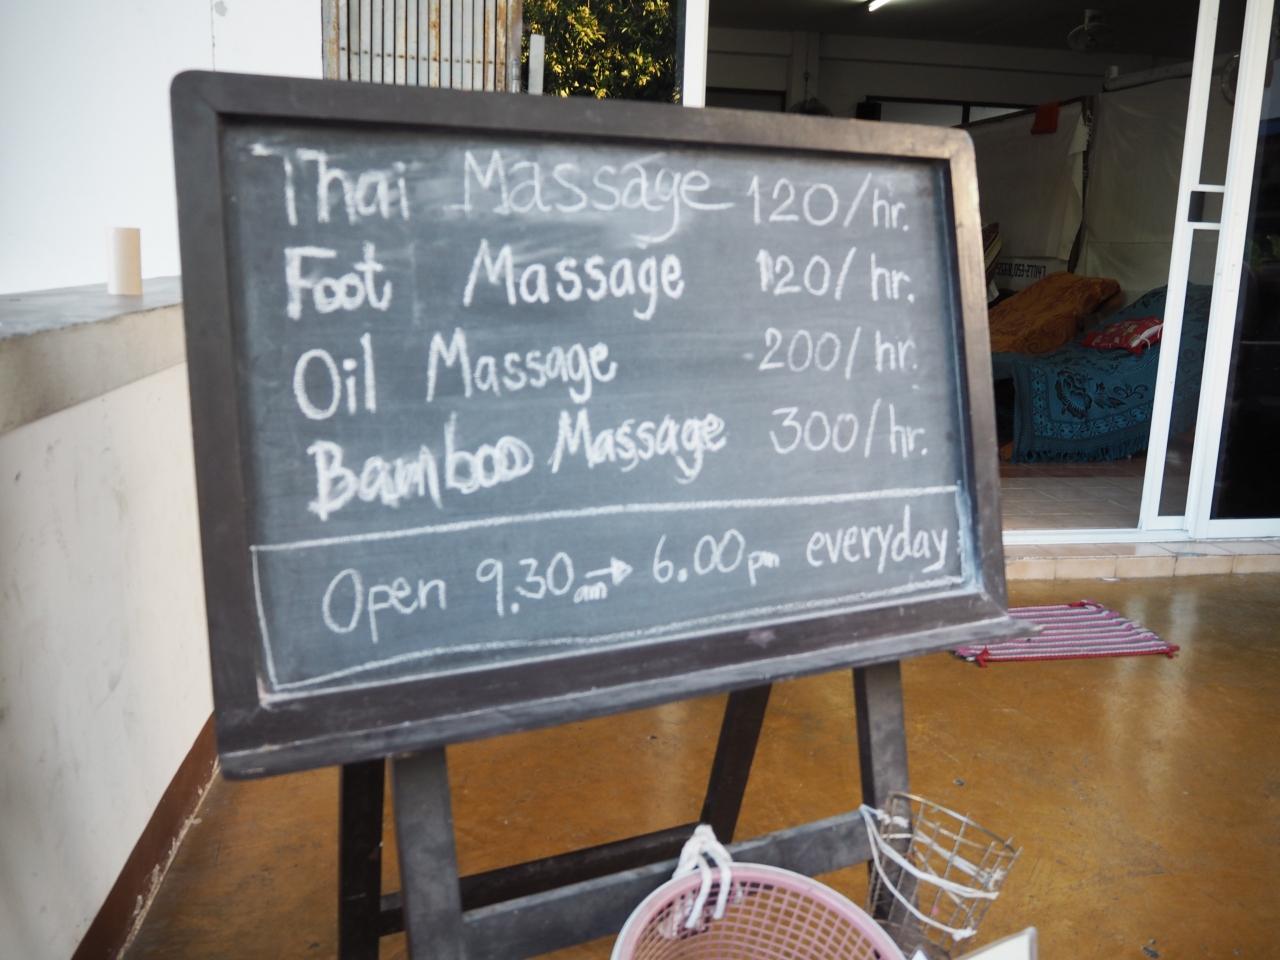 Thai Massage 120/hr.
Foot Massage 120/hr.
Oil Massage 200/hr.
Bamboo Massage 300/hr.
Open 9.30am→6.00pm everyday